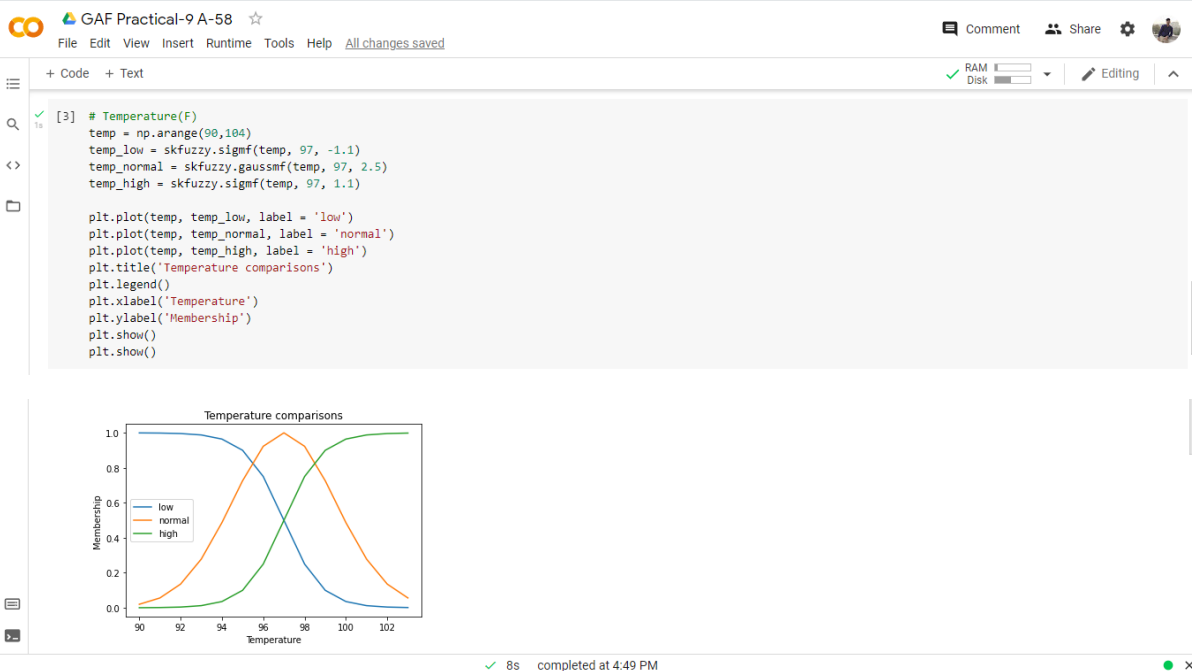 GAF Practical-9 A-58
File Edit View Insert Runtime Tools Help All changes saved
Comment Share
+ Code + Text
RAM
Disk
Editing
1s
[3] # Temperature(F)
temp = np.arange(90,104)
temp_low = skfuzzy.sigmf(temp, 97, -1.1)
temp_normal = skfuzzy.gaussmf(temp, 97, 2.5)
temp_high = skfuzzy.sigmf(temp, 97, 1.1)
plt.plot(temp, temp_low, label = 'low')
plt.plot(temp, temp_normal, label = 'normal')
plt.plot(temp, temp_high, label = 'high')
plt.title('Temperature comparisons')
plt.legend()
plt.xlabel('Temperature')
plt.ylabel('Membership')
plt.show()
plt.show()
Temperature comparisons
1.0
0.8
0.6
0.4
0.2
0.0
Membership
low
normal
high
90 92 94 96 98 100 102
Temperature
8s completed at 4:49 PM